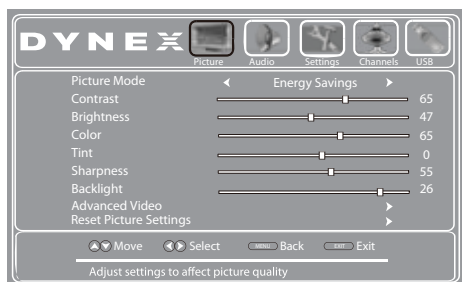 DYNEX
Picture Audio Settings Channels USB
Picture Mode Energy Savings
Contrast 65
Brightness 47
Color 65
Tint 0
Sharpness 55
Backlight 26
Advanced Video
Reset Picture Settings
Move Select MENU Back EXIT Exit
Adjust settings to affect picture quality